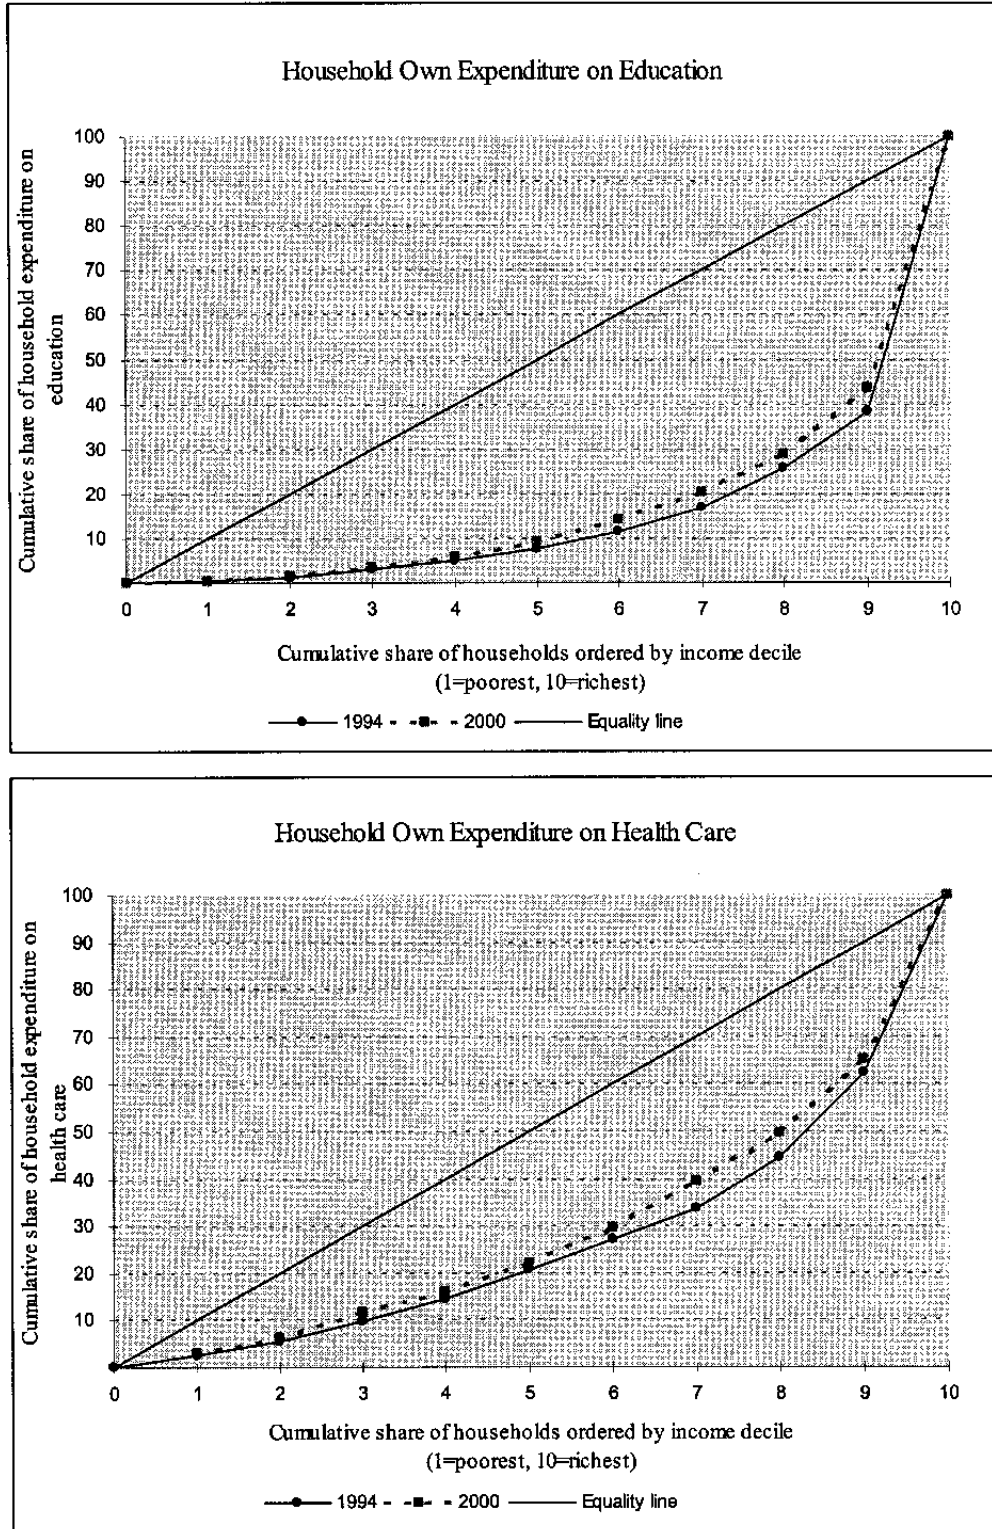 Household Own Expenditure on Education
Cumulative share of household expenditure on
education
100
90
80
70
60
50
40
30
20
10
0 1 2 3 4 5 6 7 8 9 10
Cumulative share of households ordered by income decile
(1=poorest, 10=richest)
1994 2000 Equality line
Household Own Expenditure on Health Care
Cumulative share of household expenditure on
health care
100
90
80
70
60
50
40
30
20
10
0 1 2 3 4 5 6 7 8 9 10
Cumulative share of households ordered by income decile
(1=poorest, 10=richest)
1994 2000 Equality line